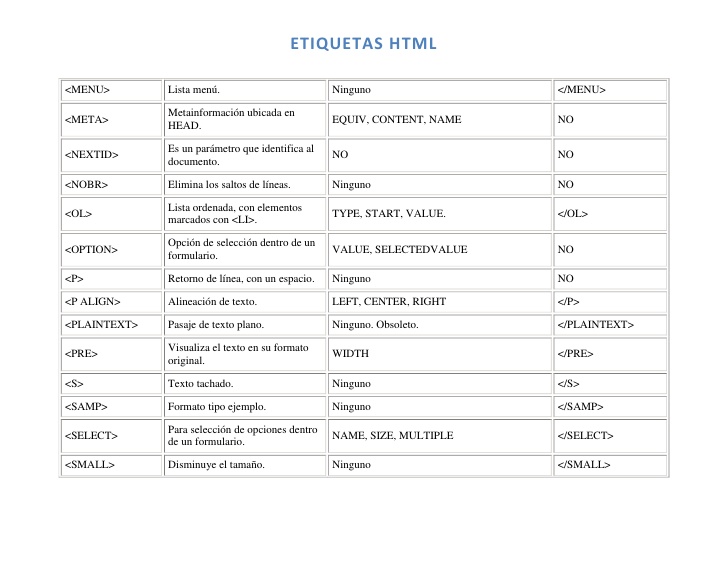 ETIQUETAS HTML
<MENU> Lista menú. Ninguno </MENU>
<META> Metainformación ubicada en HEAD. EQUIV, CONTENT, NAME NO
<NEXTID> Es un parámetro que identifica al documento. NO NO
<NOBR> Elimina los saltos de líneas. Ninguno NO
<OL> Lista ordenada, con elementos marcados con <LI>. TYPE, START, VALUE. </OL>
<OPTION> Opción de selección dentro de un formulario. VALUE, SELECTEDVALUE NO
<P> Retorno de línea, con un espacio. Ninguno NO
<P ALIGN> Alineación de texto. LEFT, CENTER, RIGHT </P>
<PLAINTEXT> Pasaje de texto plano. Ninguno. Obsoleto. </PLAINTEXT>
<PRE> Visualiza el texto en su formato original. WIDTH </PRE>
<S> Texto tachado. Ninguno </S>
<SAMP> Formato tipo ejemplo. Ninguno </SAMP>
<SELECT> Para selección de opciones dentro de un formulario. NAME, SIZE, MULTIPLE </SELECT>
<SMALL> Disminuye el tamaño. Ninguno </SMALL>